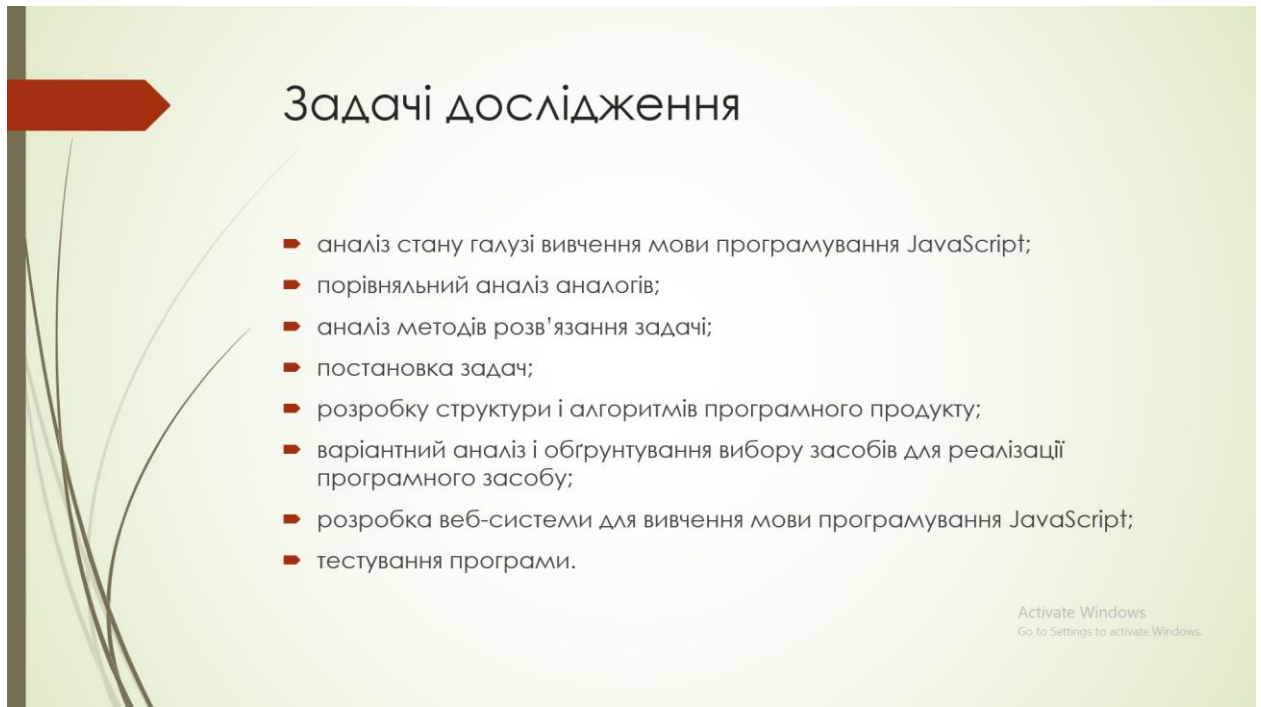 Задачі дослідження
аналіз стану галузі вивчення мови програмування JavaScript;
порівняльний аналіз аналогів;
аналіз методів розв’язання задачі;
постановка задач;
розробку структури і алгоритмів програмного продукту;
варіантний аналіз і обґрунтування вибору засобів для реалізації
програмного засобу;
розробка веб-системи для вивчення мови програмування JavaScript;
тестування програми.
Activate Windows
Go to Settings to activate Windows.